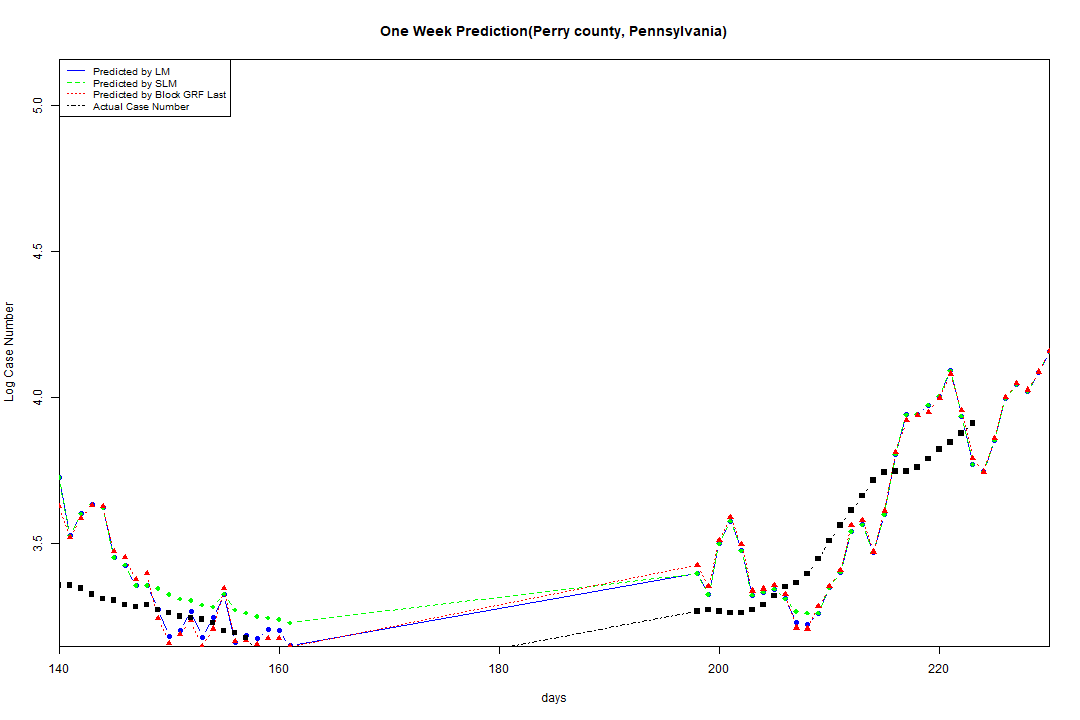 One Week Prediction(Perry county, Pennsylvania)
Predicted by LM
Predicted by SLM
Predicted by Block GRF Last
Actual Case Number
5.0
4.5
4.0
3.5
Log Case Number
140
160
180
200
220
days